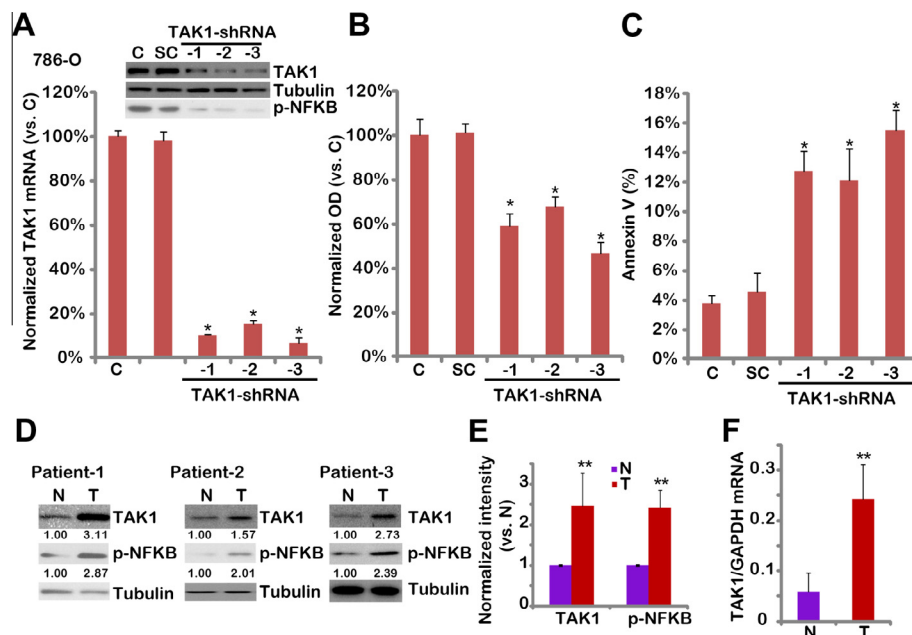 A
TAK1-shRNA
C SC -1 -2 -3
786-O
TAK1
Tubulin
p-NFKB
Normalized TAK1 mRNA (vs. C)
120%
100%
80%
60%
40%
20%
0%
* * *
C -1 -2 -3
TAK1-shRNA
B
Normalized OD (vs. C)
120%
100%
80%
60%
40%
20%
0%
* * *
C SC -1 -2 -3
TAK1-shRNA
C
Annexin V (%)
18%
16%
14%
12%
10%
8%
6%
4%
2%
0%
* * *
C SC -1 -2 -3
TAK1-shRNA
D
Patient-1
N T
TAK1
1.00 3.11
p-NFKB
1.00 2.87
Tubulin
Patient-2
N T
TAK1
1.00 1.57
p-NFKB
1.00 2.01
Tubulin
Patient-3
N T
TAK1
1.00 2.73
p-NFKB
1.00 2.39
Tubulin
E
Normalized intensity
(vs. N)
3
2
1
0
** **
N
T
TAK1 p-NFKB
F
TAK1/GAPDH mRNA
0.3
0.2
0.1
0
**
N T